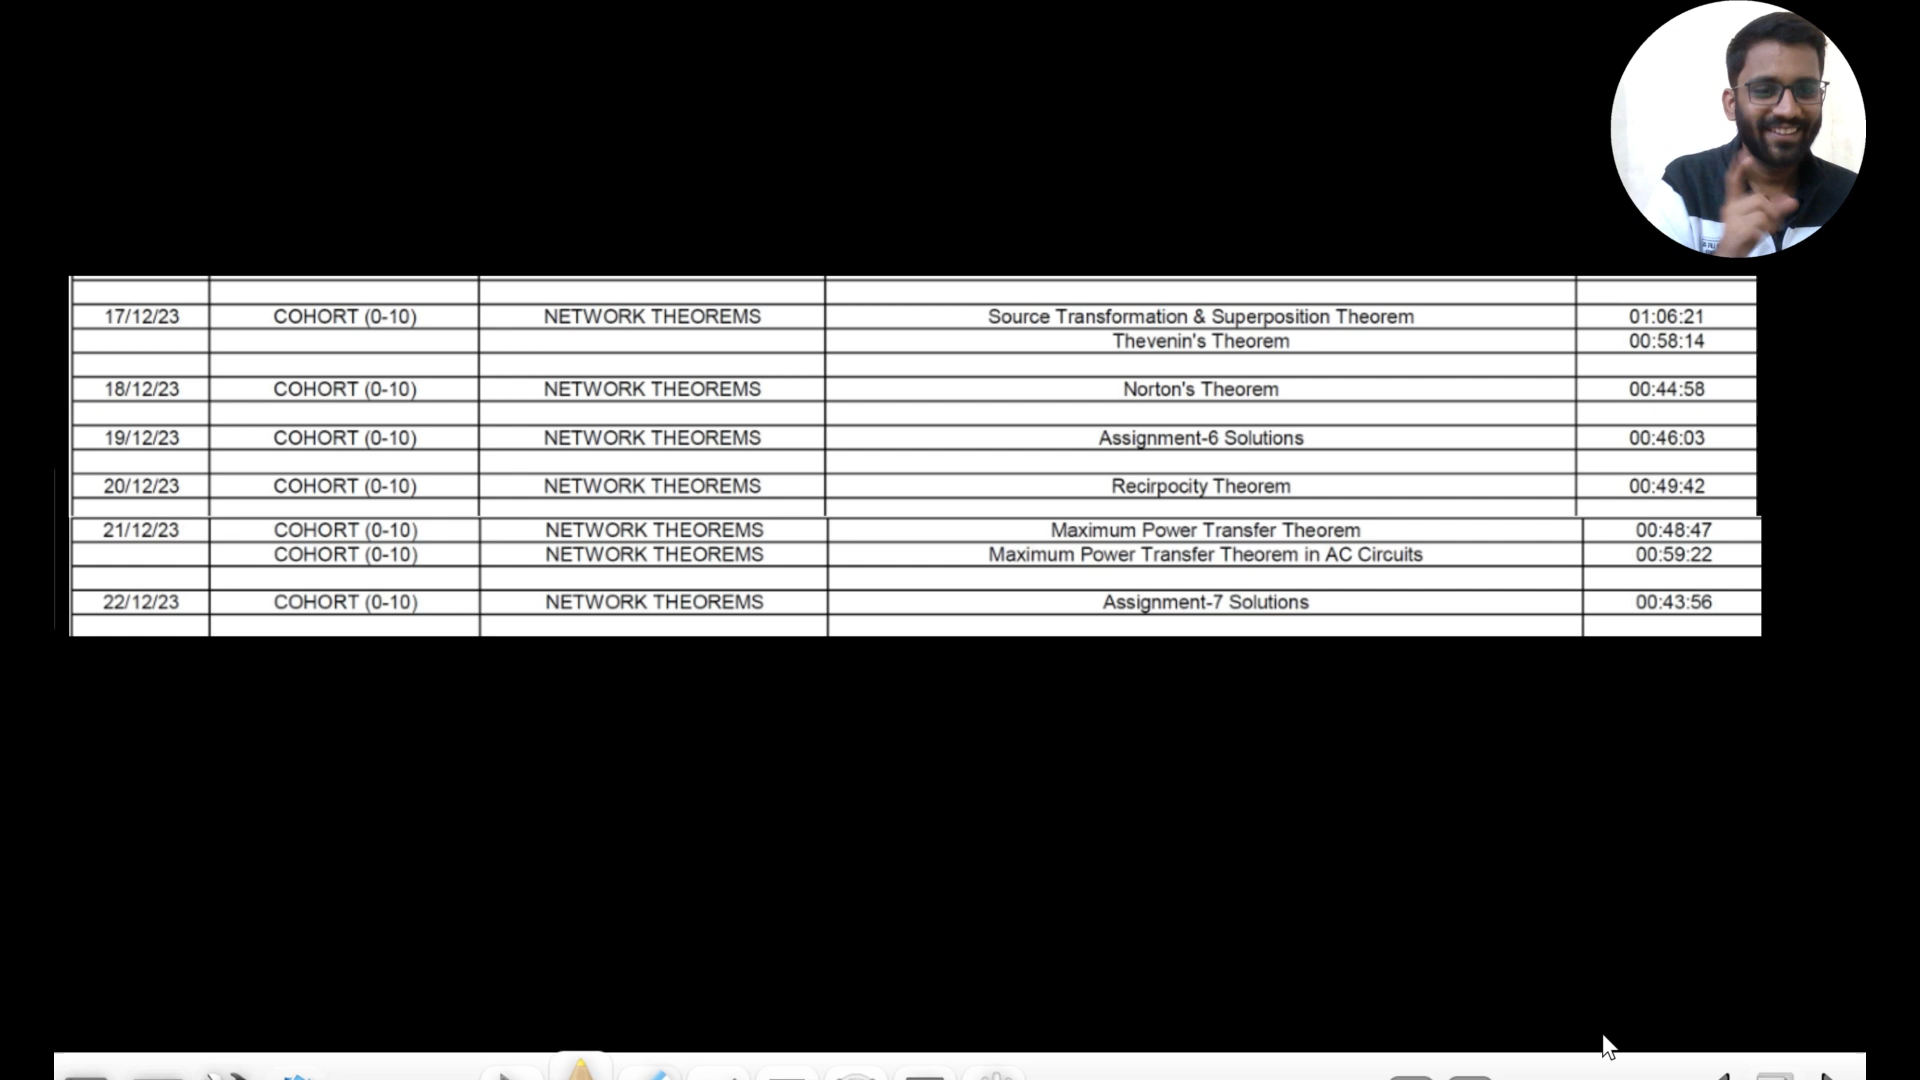 17/12/23 COHORT (0-10) NETWORK THEOREMS Source Transformation & Superposition Theorem 01:06:21
Thevenin's Theorem 00:58:14
18/12/23 COHORT (0-10) NETWORK THEOREMS Norton's Theorem 00:44:58
19/12/23 COHORT (0-10) NETWORK THEOREMS Assignment-6 Solutions 00:46:03
20/12/23 COHORT (0-10) NETWORK THEOREMS Recirpocity Theorem 00:49:42
21/12/23 COHORT (0-10) NETWORK THEOREMS Maximum Power Transfer Theorem 00:48:47
COHORT (0-10) NETWORK THEOREMS Maximum Power Transfer Theorem in AC Circuits 00:59:22
22/12/23 COHORT (0-10) NETWORK THEOREMS Assignment-7 Solutions 00:43:56